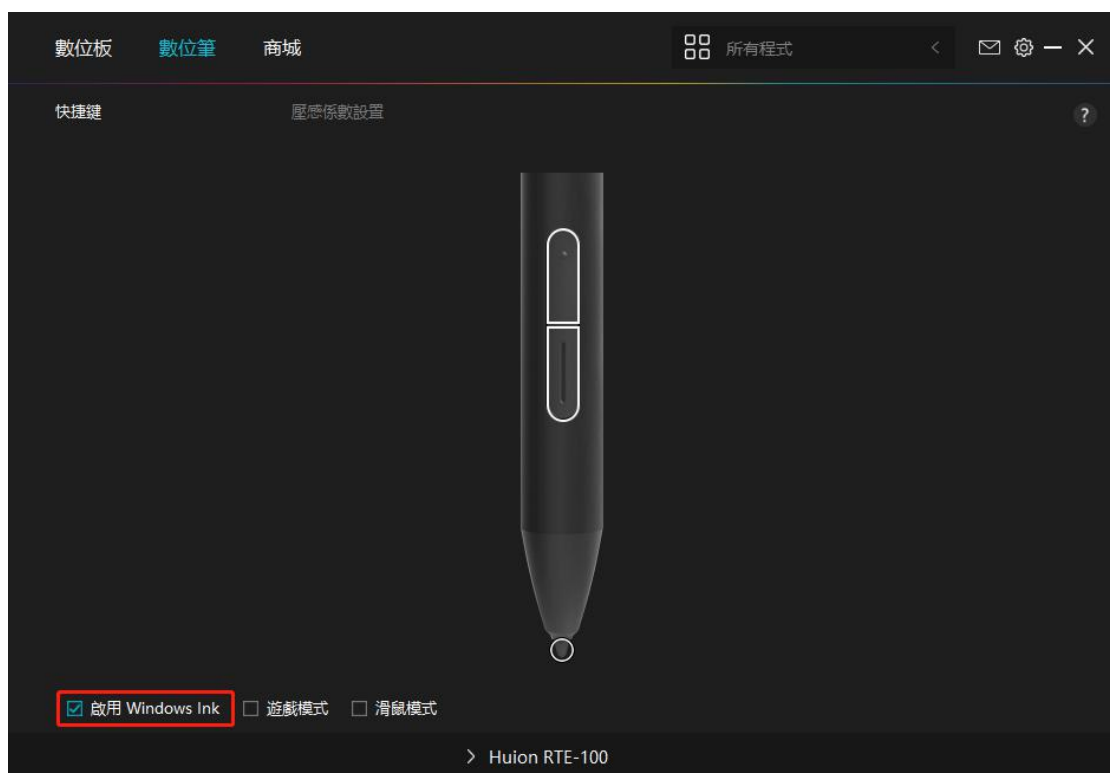 數位板 數位筆 商城 所有程式
快捷鍵 壓感係數設置 ?
啟用 Windows Ink 遊戲模式 滑鼠模式
Huion RTE-100